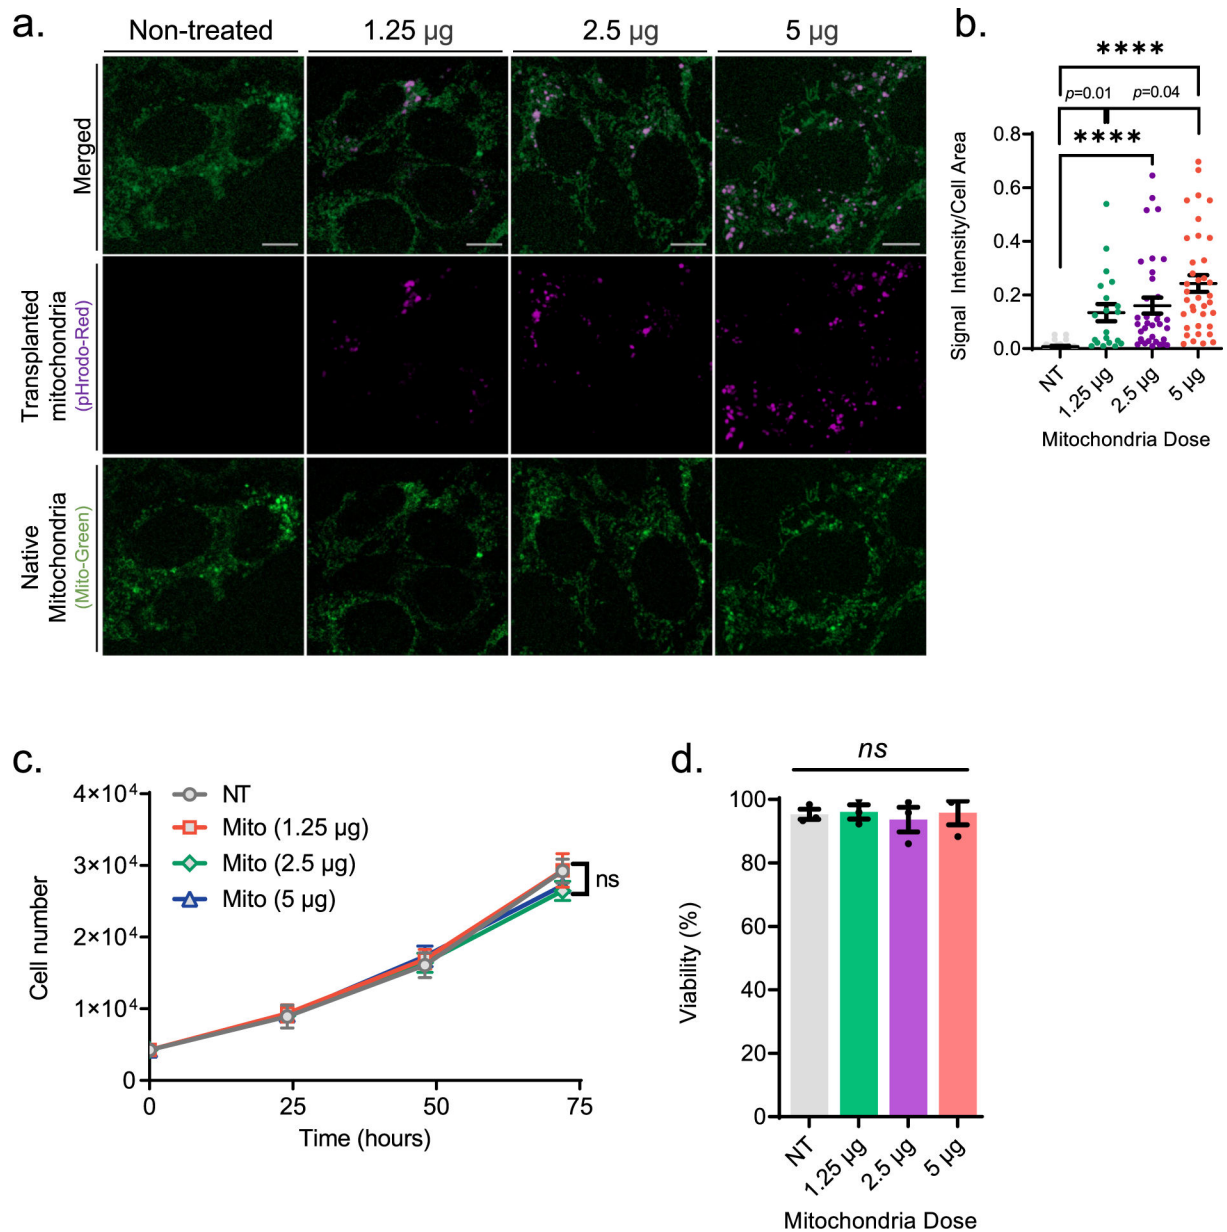 a.
Non-treated
1.25 µg
2.5 µg
5 µg
Merged
Transplanted
mitochondria
(pHrodo-Red)
Native
Mitochondria
(Mito-Green)
b.
****
p=0.01
p=0.04
****
Signal Intensity/Cell Area
0.8
0.6
0.4
0.2
0.0
NT
1.25 µg
2.5 µg
5 µg
Mitochondria Dose
c.
NT
Mito (1.25 µg)
Mito (2.5 µg)
Mito (5 µg)
ns
Cell number
4×10⁴
3×10⁴
2×10⁴
1×10⁴
0
0
25
50
75
Time (hours)
d.
ns
Viability (%)
100
80
60
40
20
0
NT
1.25 µg
2.5 µg
5 µg
Mitochondria Dose